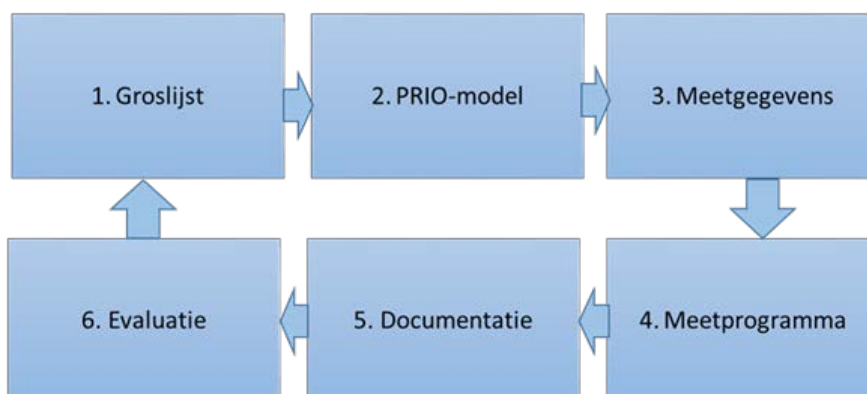 1. Groslijst
2. PRIO-model
3. Meetgegevens
4. Meetprogramma
5. Documentatie
6. Evaluatie